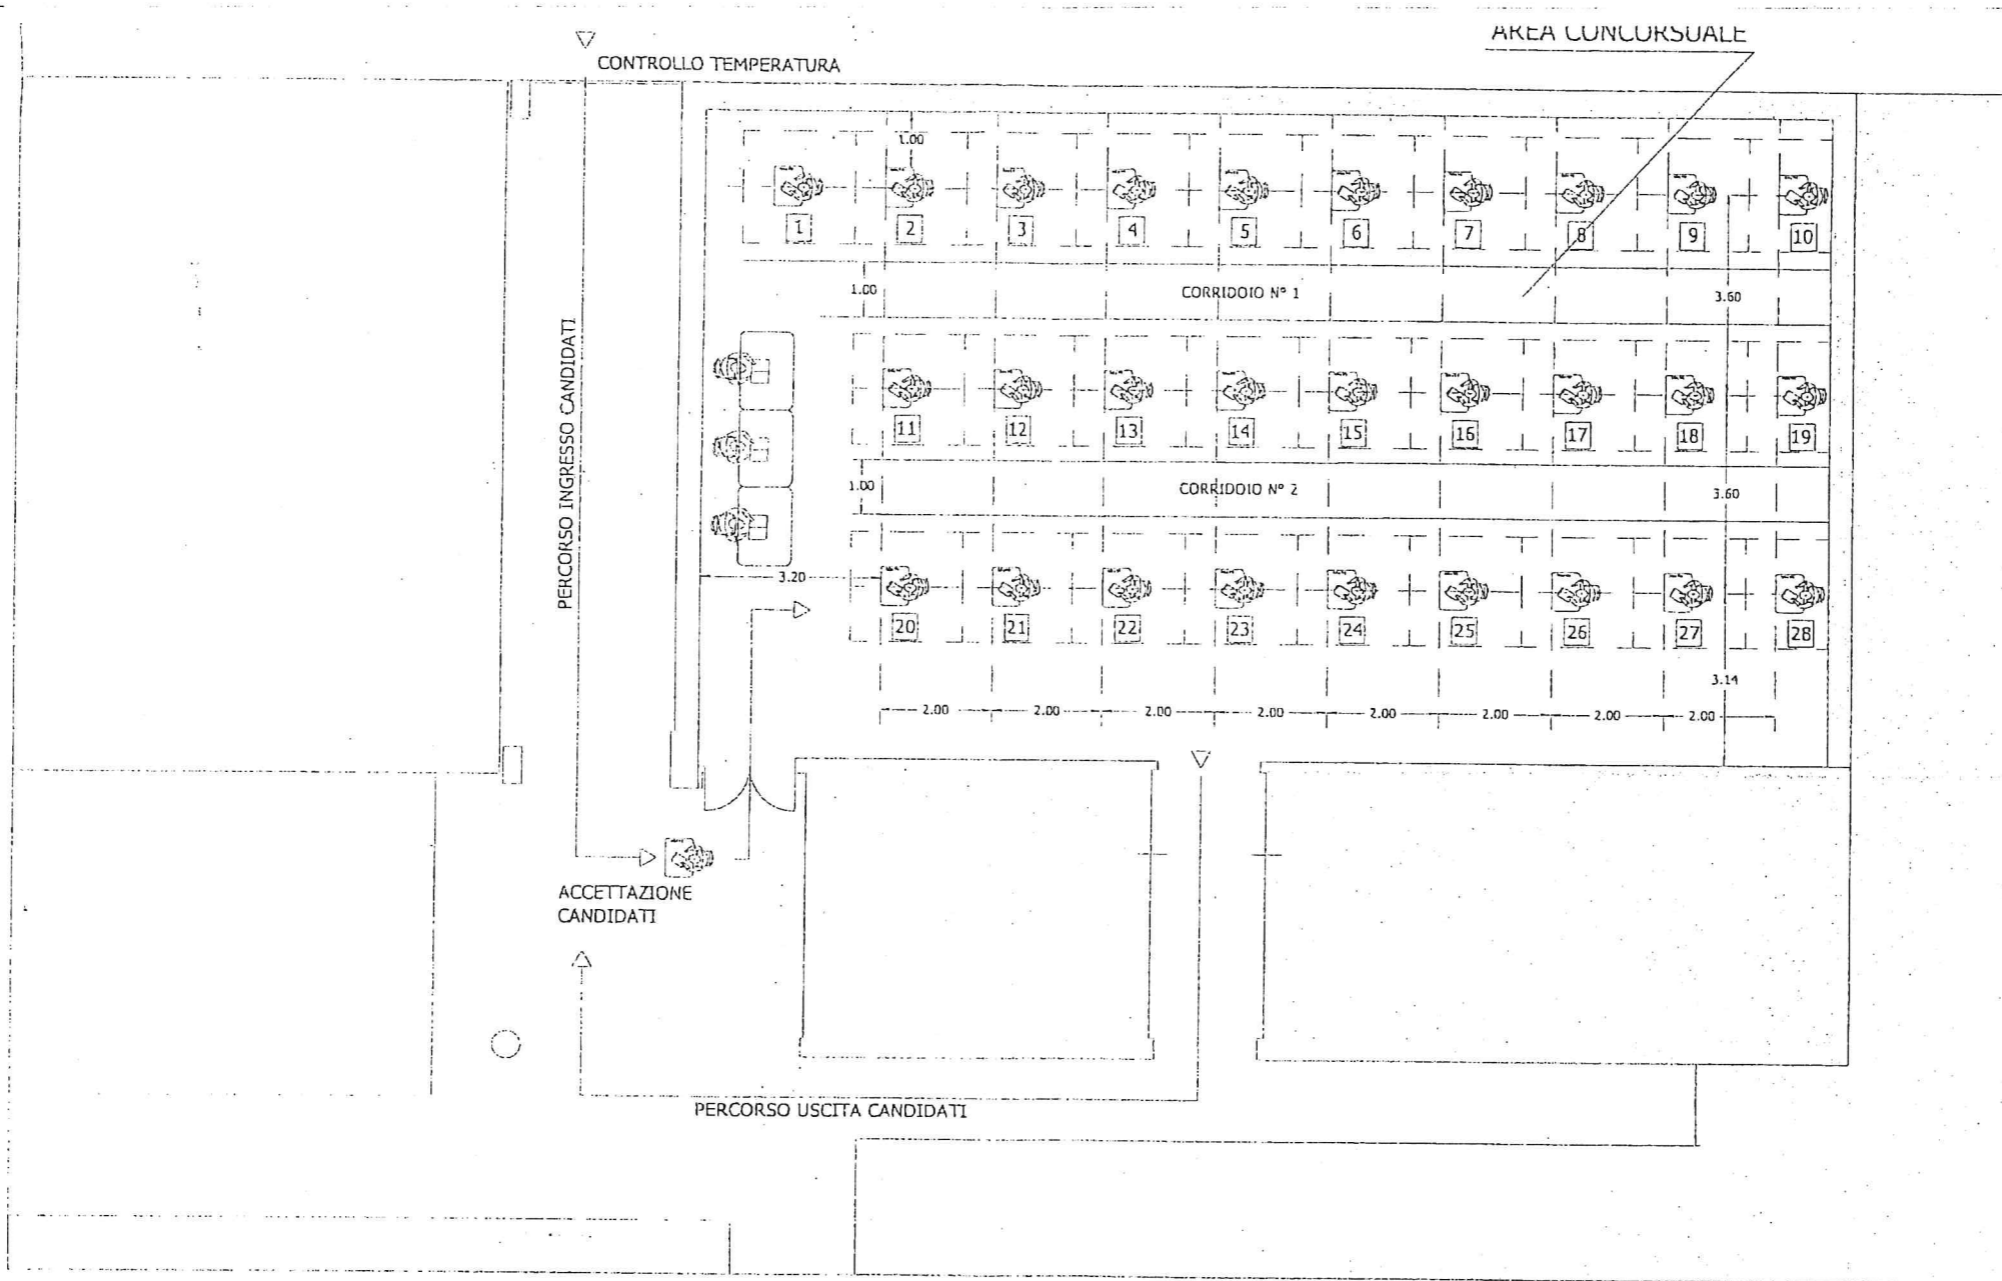 AREA CONCORSUALE
CONTROLLO TEMPERATURA
1.00
1 2 3 4 5 6 7 8 9 10
1.00 CORRIDOIO N° 1 3.60
PERCORSO INGRESSO CANDIDATI
11 12 13 14 15 16 17 18 19
1.00 CORRIDOIO N° 2 3.60
3.20
20 21 22 23 24 25 26 27 28
3.14
2.00 2.00 2.00 2.00 2.00 2.00 2.00 2.00
ACCETTAZIONE
CANDIDATI
PERCORSO USCITA CANDIDATI